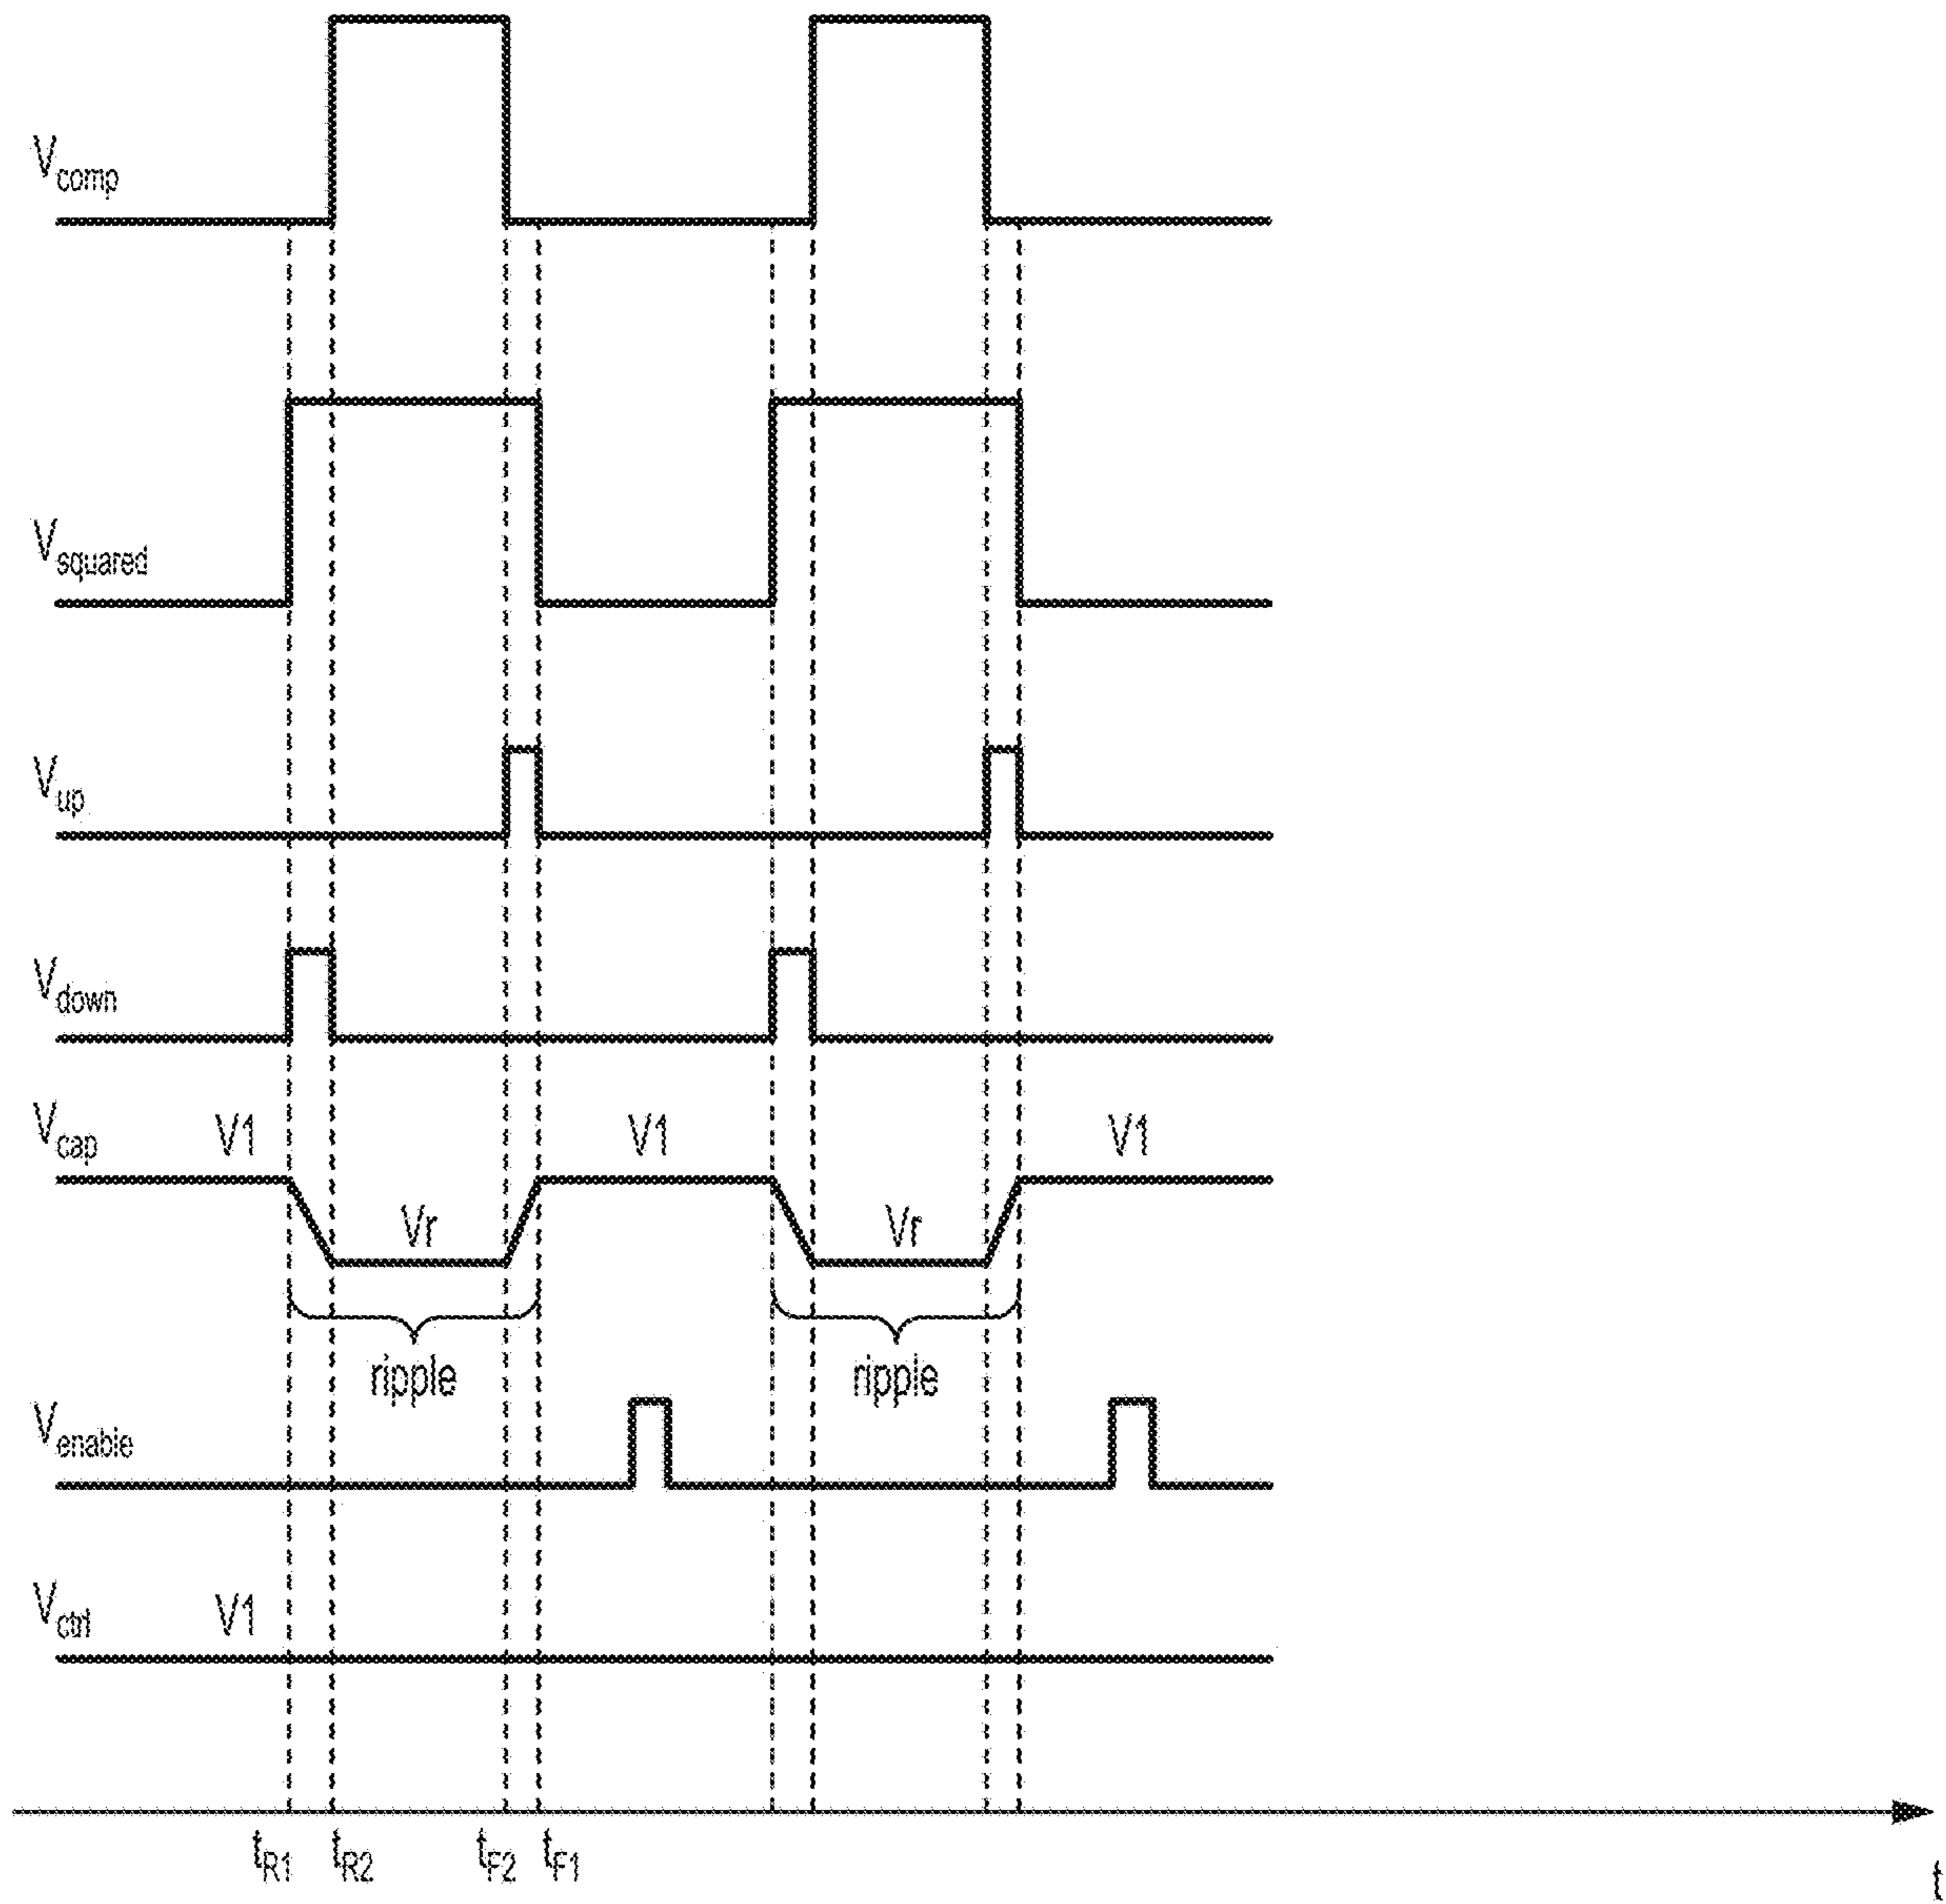 Vcomp
Vsquared
Vup
Vdown
Vcap V1 V1 V1
Vr Vr
ripple ripple
Venable
Vctrl V1
tR1 tR2 tF2 tF1 t